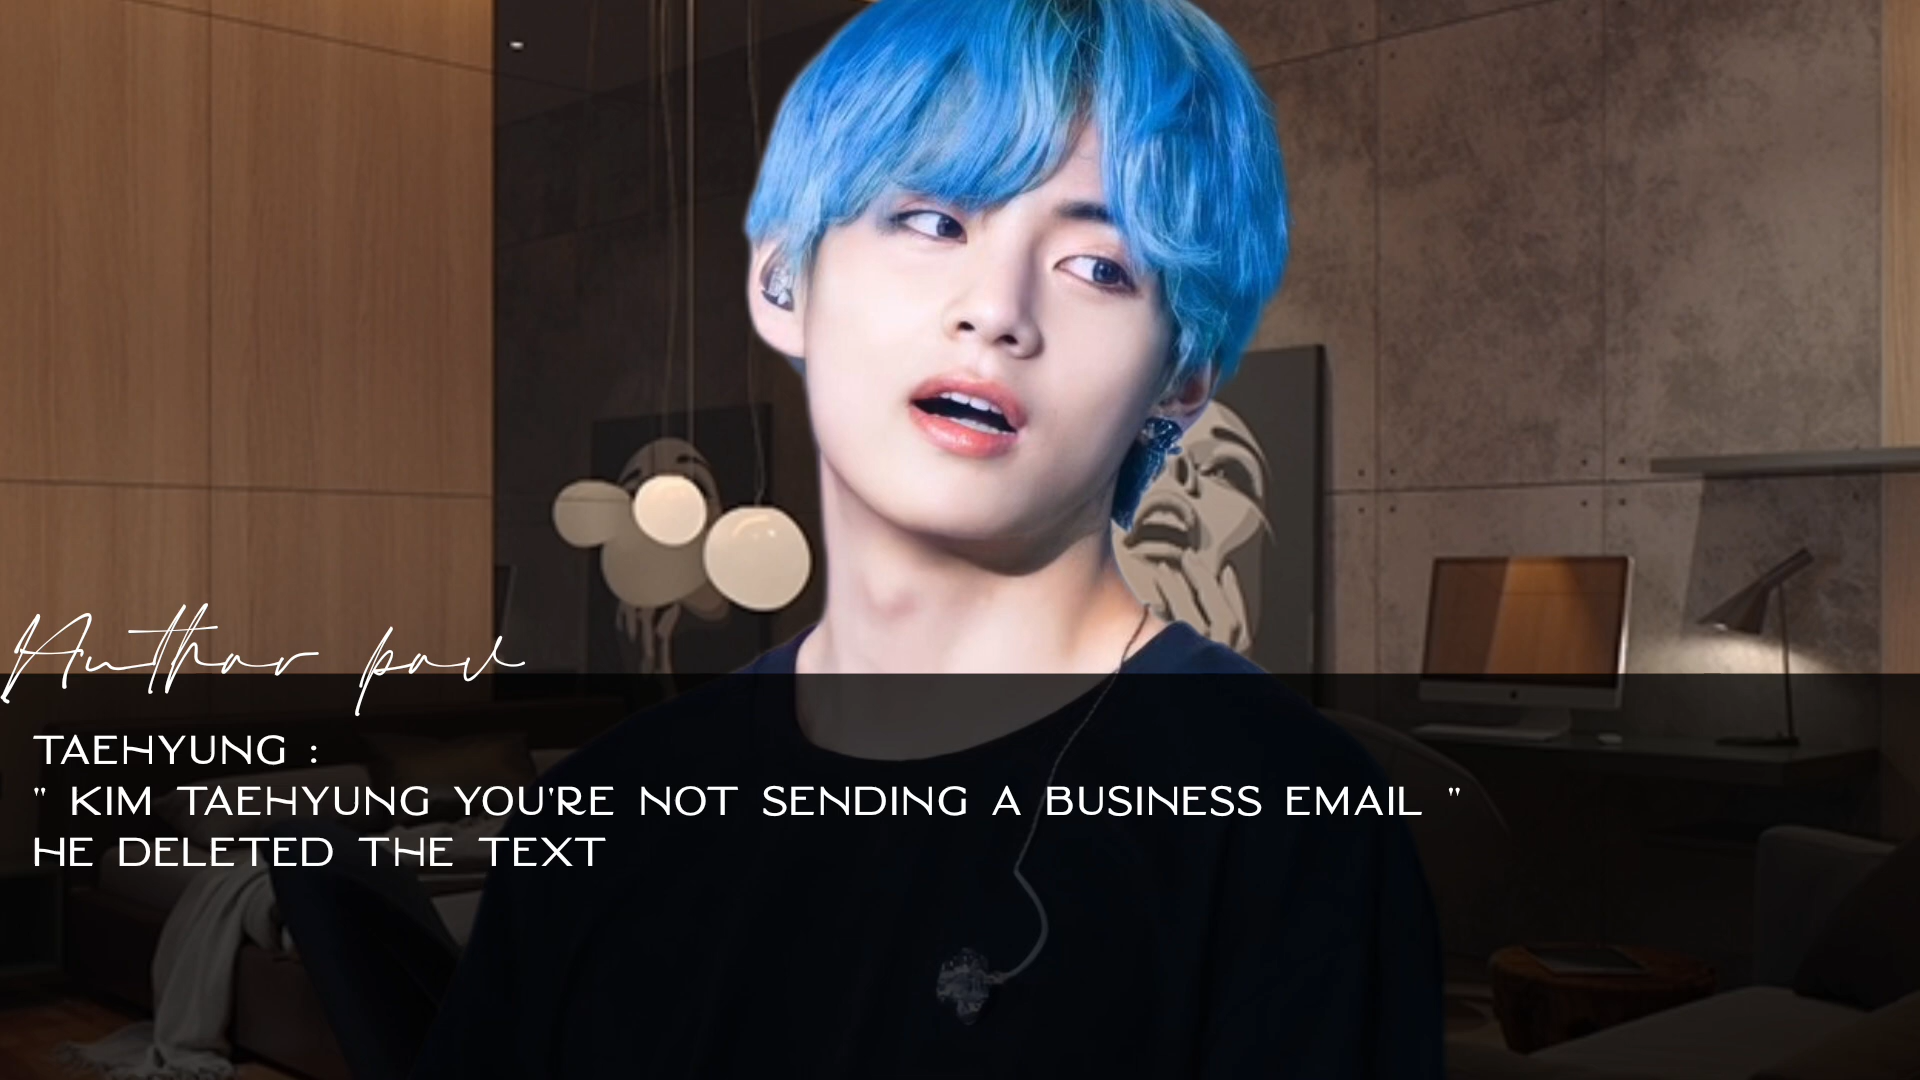 Author pov
TAEHYUNG :
" KIM TAEHYUNG YOU'RE NOT SENDING A BUSINESS EMAIL "
HE DELETED THE TEXT